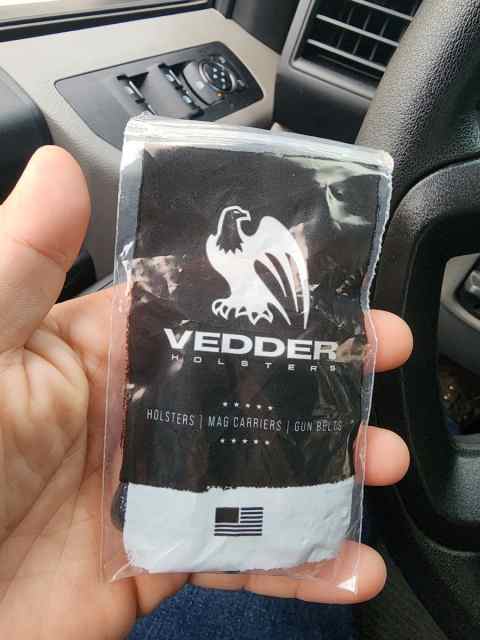 VEDDER
HOLSTERS
HOLSTERS | MAG CARRIERS | GUN BELTS